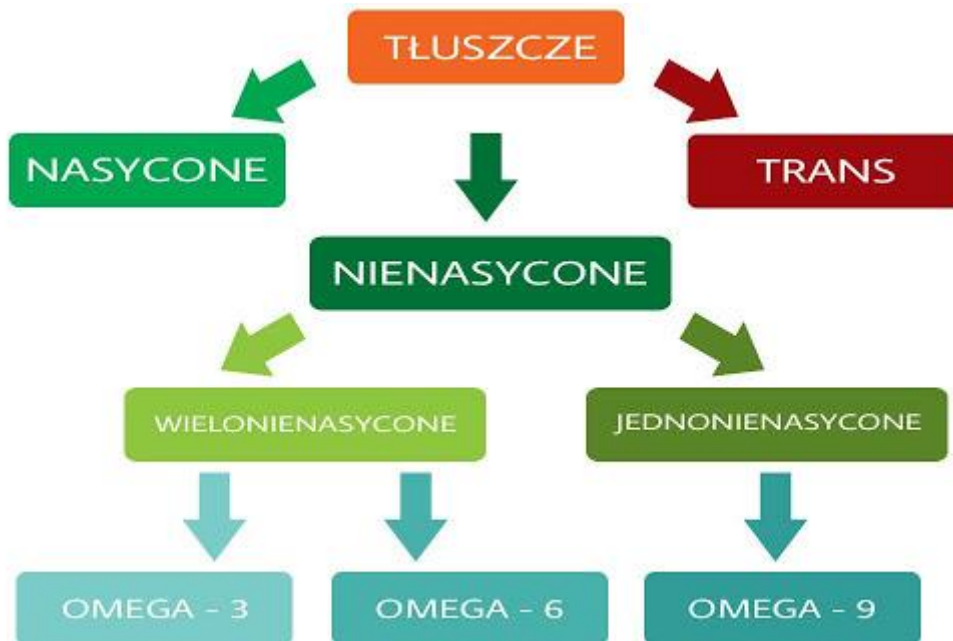 TŁUSZCZE
NASYCONE
TRANS
NIENASYCONE
WIELONIENASYCONE
JEDNONIENASYCONE
OMEGA - 3
OMEGA - 6
OMEGA - 9